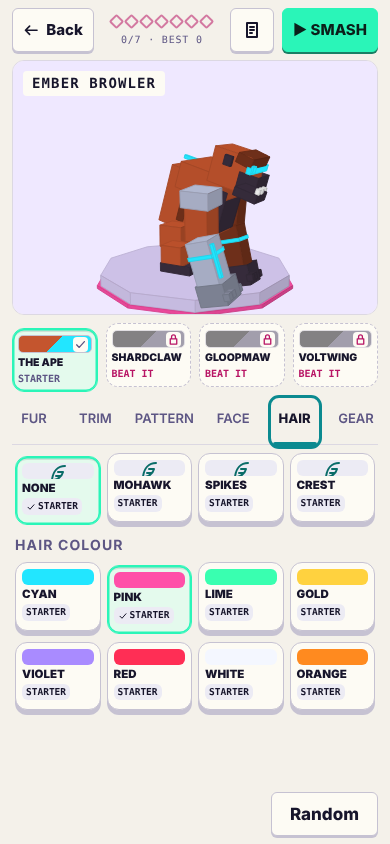 Back
0/7 · BEST 0
SMASH
EMBER BROWLER
THE APE
STARTER
SHARDCLAW
BEAT IT
GLOOPMAW
BEAT IT
VOLTWING
BEAT IT
FUR TRIM PATTERN FACE HAIR GEAR
NONE
STARTER
MOHAWK
STARTER
SPIKES
STARTER
CREST
STARTER
HAIR COLOUR
CYAN
STARTER
PINK
STARTER
LIME
STARTER
GOLD
STARTER
VIOLET
STARTER
RED
STARTER
WHITE
STARTER
ORANGE
STARTER
Random